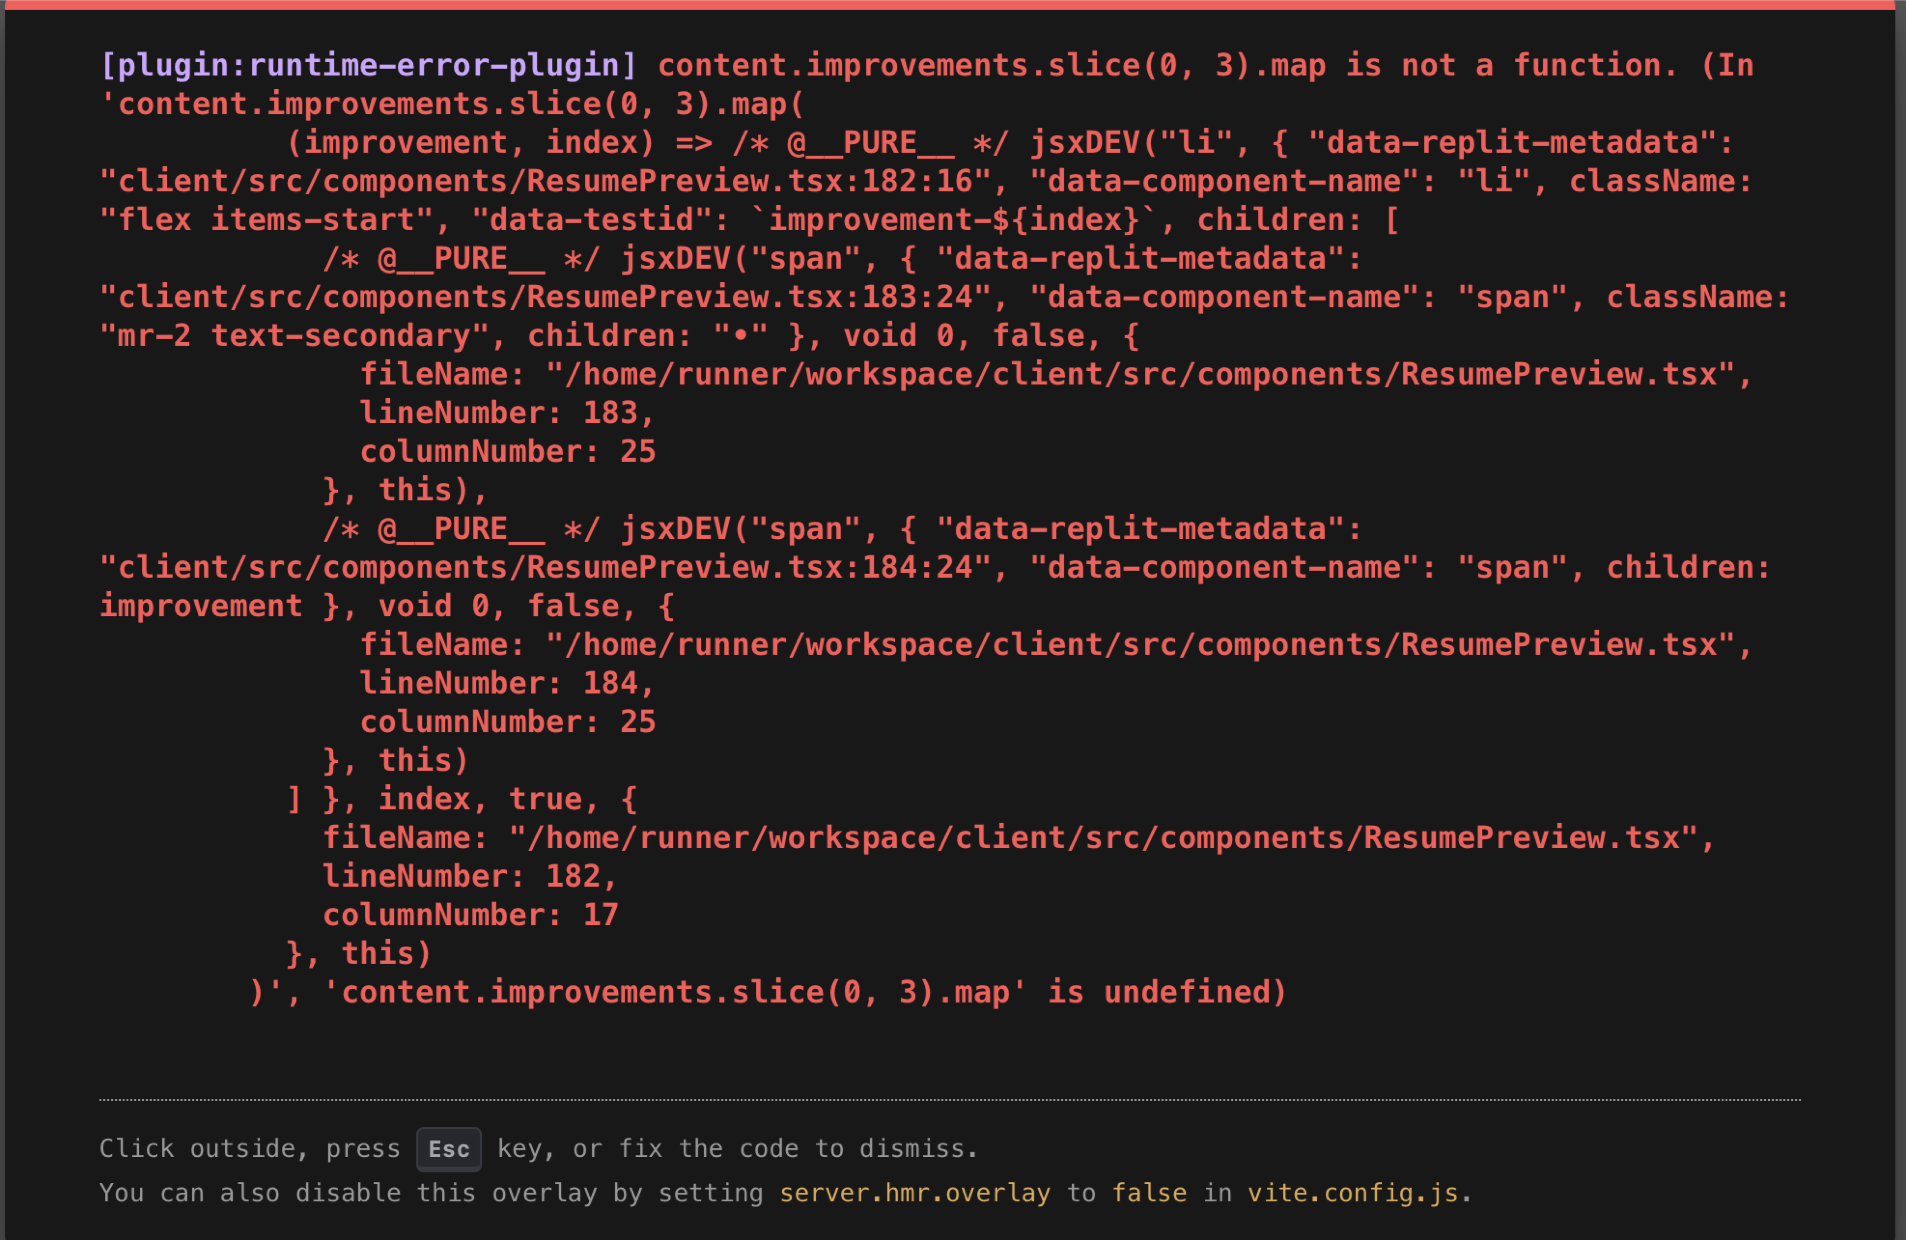 [plugin:runtime-error-plugin] content.improvements.slice(0, 3).map is not a function. (In
'content.improvements.slice(0, 3).map(
          (improvement, index) => /* @__PURE__ */ jsxDEV("li", { "data-replit-metadata":
"client/src/components/ResumePreview.tsx:182:16", "data-component-name": "li", className:
"flex items-start", "data-testid": `improvement-${index}`, children: [
            /* @__PURE__ */ jsxDEV("span", { "data-replit-metadata":
"client/src/components/ResumePreview.tsx:183:24", "data-component-name": "span", className:
"mr-2 text-secondary", children: "•" }, void 0, false, {
              fileName: "/home/runner/workspace/client/src/components/ResumePreview.tsx",
              lineNumber: 183,
              columnNumber: 25
            }, this),
            /* @__PURE__ */ jsxDEV("span", { "data-replit-metadata":
"client/src/components/ResumePreview.tsx:184:24", "data-component-name": "span", children:
improvement }, void 0, false, {
              fileName: "/home/runner/workspace/client/src/components/ResumePreview.tsx",
              lineNumber: 184,
              columnNumber: 25
            }, this)
          ] }, index, true, {
            fileName: "/home/runner/workspace/client/src/components/ResumePreview.tsx",
            lineNumber: 182,
            columnNumber: 17
          }, this)
        )', 'content.improvements.slice(0, 3).map' is undefined)
Click outside, press Esc key, or fix the code to dismiss.
You can also disable this overlay by setting server.hmr.overlay to false in vite.config.js.